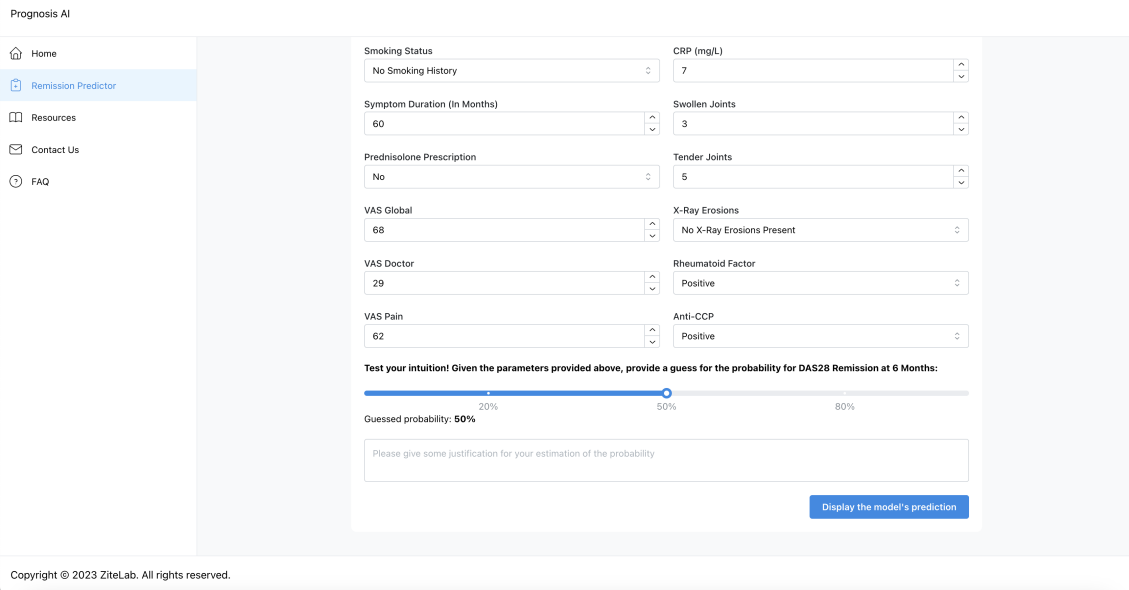 Prognosis AI
Home
Remission Predictor
Resources
Contact Us
FAQ
Smoking Status
No Smoking History
CRP (mg/L)
7
Symptom Duration (In Months)
60
Swollen Joints
3
Prednisolone Prescription
No
Tender Joints
5
VAS Global
68
X-Ray Erosions
No X-Ray Erosions Present
VAS Doctor
29
Rheumatoid Factor
Positive
VAS Pain
62
Anti-CCP
Positive
Test your intuition! Given the parameters provided above, provide a guess for the probability for DAS28 Remission at 6 Months:
20%
50%
80%
Guessed probability: 50%
Please give some justification for your estimation of the probability
Display the model's prediction
Copyright © 2023 ZiteLab. All rights reserved.